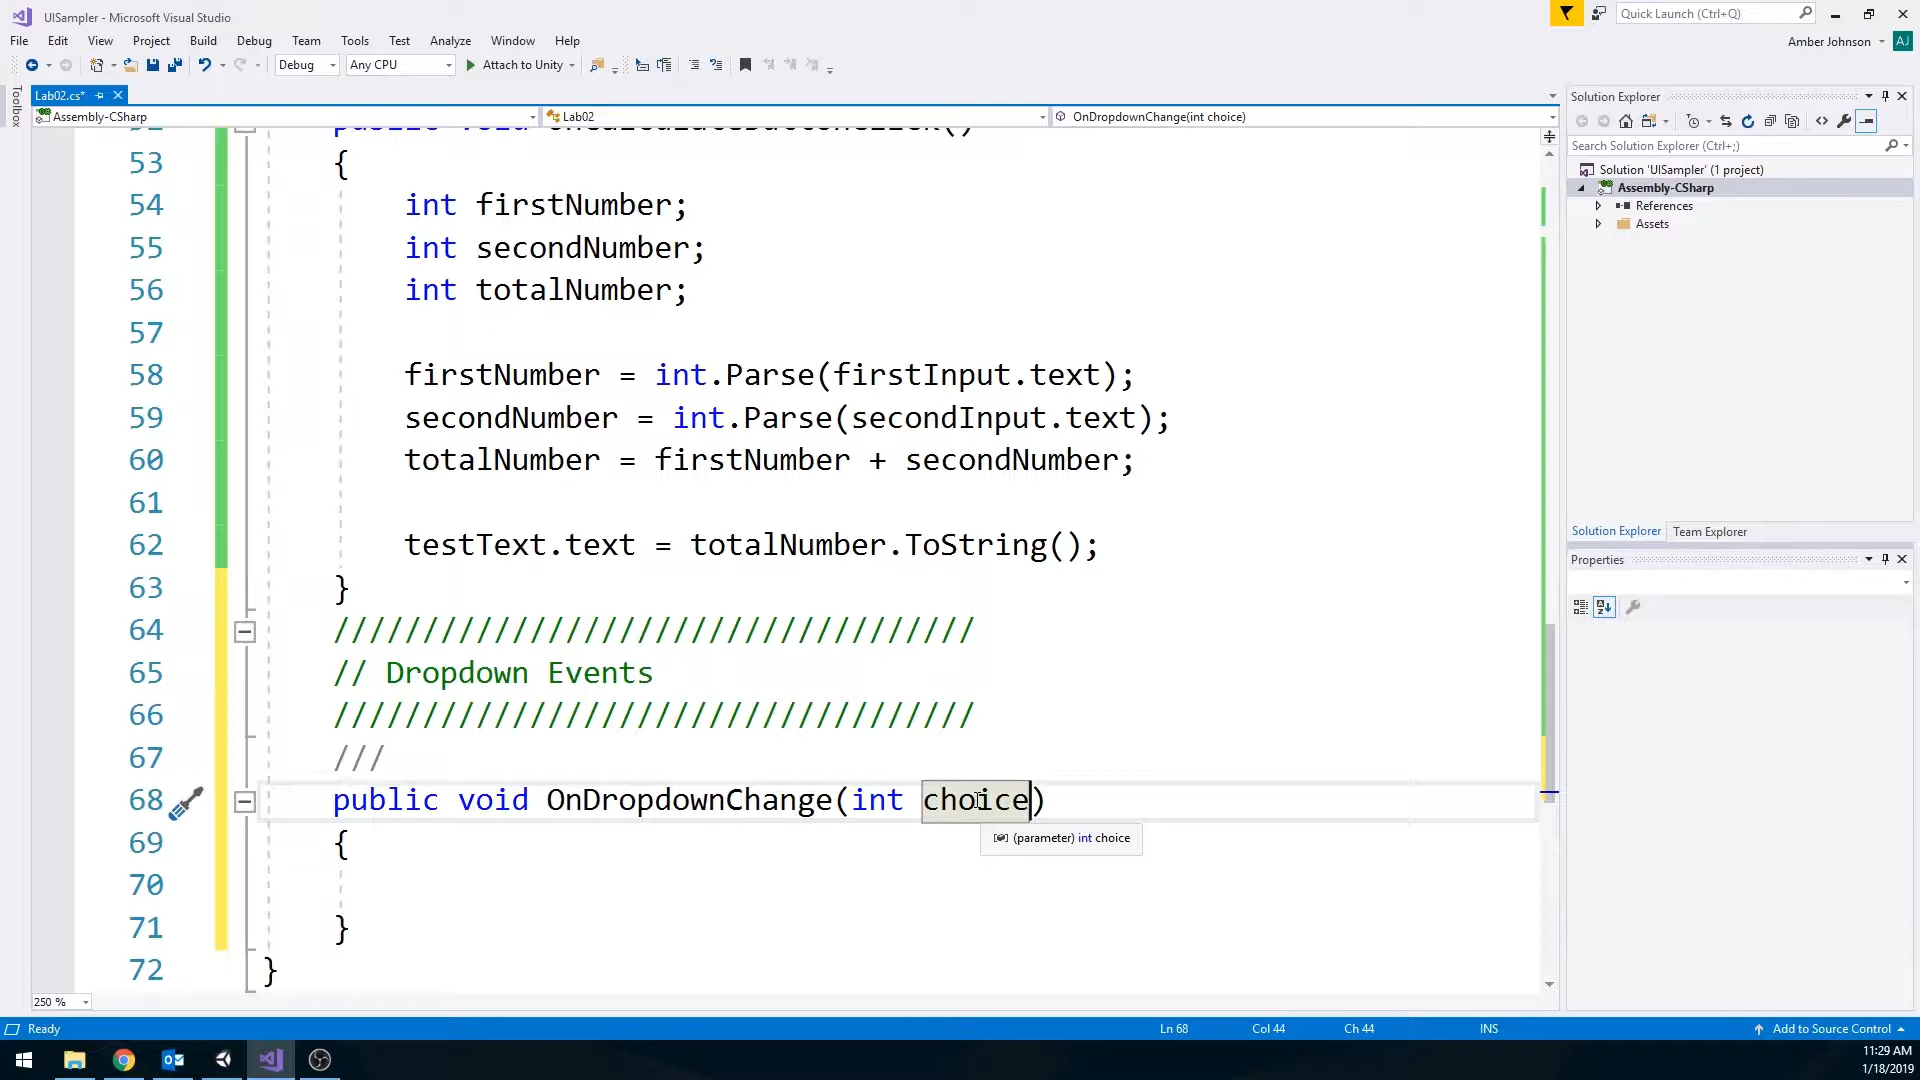 UISampler - Microsoft Visual Studio
Quick Launch (Ctrl+Q)
File Edit View Project Build Debug Team Tools Test Analyze Window Help
Amber Johnson AJ
Debug Any CPU Attach to Unity
Toolbox
Lab02.cs*
Assembly-CSharp Lab02 OnDropdownChange(int choice)
53 {
54 int firstNumber;
55 int secondNumber;
56 int totalNumber;
57
58 firstNumber = int.Parse(firstInput.text);
59 secondNumber = int.Parse(secondInput.text);
60 totalNumber = firstNumber + secondNumber;
61
62 testText.text = totalNumber.ToString();
63 }
64 ////////////////////////////////////
65 // Dropdown Events
66 ////////////////////////////////////
67 ///
68 public void OnDropdownChange(int choice)
(parameter) int choice
69 {
70
71 }
72 }
250 %
Solution Explorer
Search Solution Explorer (Ctrl+;)
Solution 'UISampler' (1 project)
Assembly-CSharp
References
Assets
Solution Explorer Team Explorer
Properties
Ready Ln 68 Col 44 Ch 44 INS Add to Source Control
11:29 AM
1/18/2019